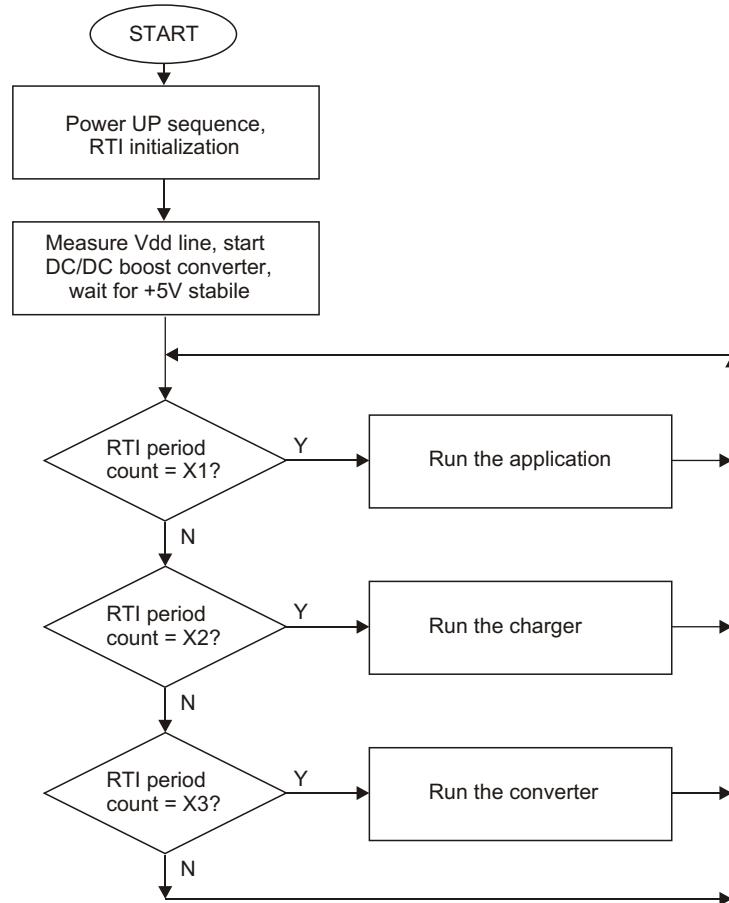 START
Power UP sequence,
RTI initialization
Measure Vdd line, start
DC/DC boost converter,
wait for +5V stabile
RTI period
count = X1?
Y
Run the application
N
RTI period
count = X2?
Y
Run the charger
N
RTI period
count = X3?
Y
Run the converter
N